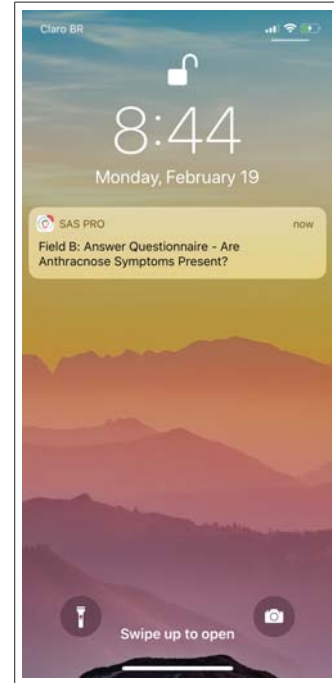 Claro BR
8:44
Monday, February 19
SAS PRO now
Field B: Answer Questionnaire - Are
Anthracnose Symptoms Present?
Swipe up to open